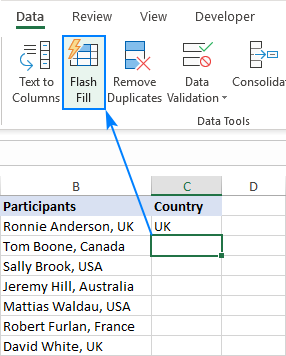 Data Review View Developer
Text to Columns
Flash Fill
Remove Duplicates
Data Validation
Consolidat
Data Tools
B C D
Participants Country
Ronnie Anderson, UK UK
Tom Boone, Canada
Sally Brook, USA
Jeremy Hill, Australia
Mattias Waldau, USA
Robert Furlan, France
David White, UK